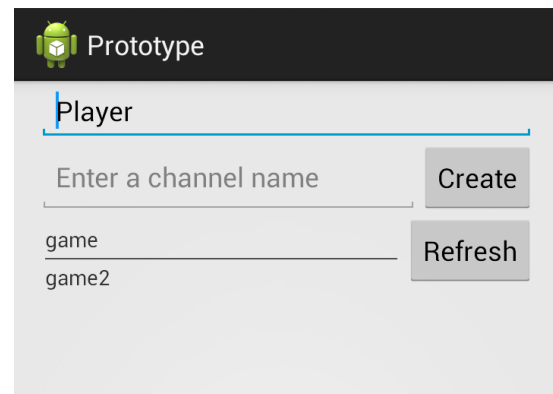 Prototype
Player
Enter a channel name
Create
game
Refresh
game2